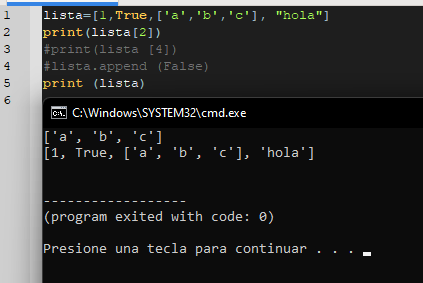 1 lista=[1,True,['a','b','c'], "hola"]
2 print(lista[2])
3 #print(lista [4])
4 #lista.append (False)
5 print (lista)
6
C:\Windows\SYSTEM32\cmd.exe
['a', 'b', 'c']
[1, True, ['a', 'b', 'c'], 'hola']
------------------
(program exited with code: 0)
Presione una tecla para continuar . . .